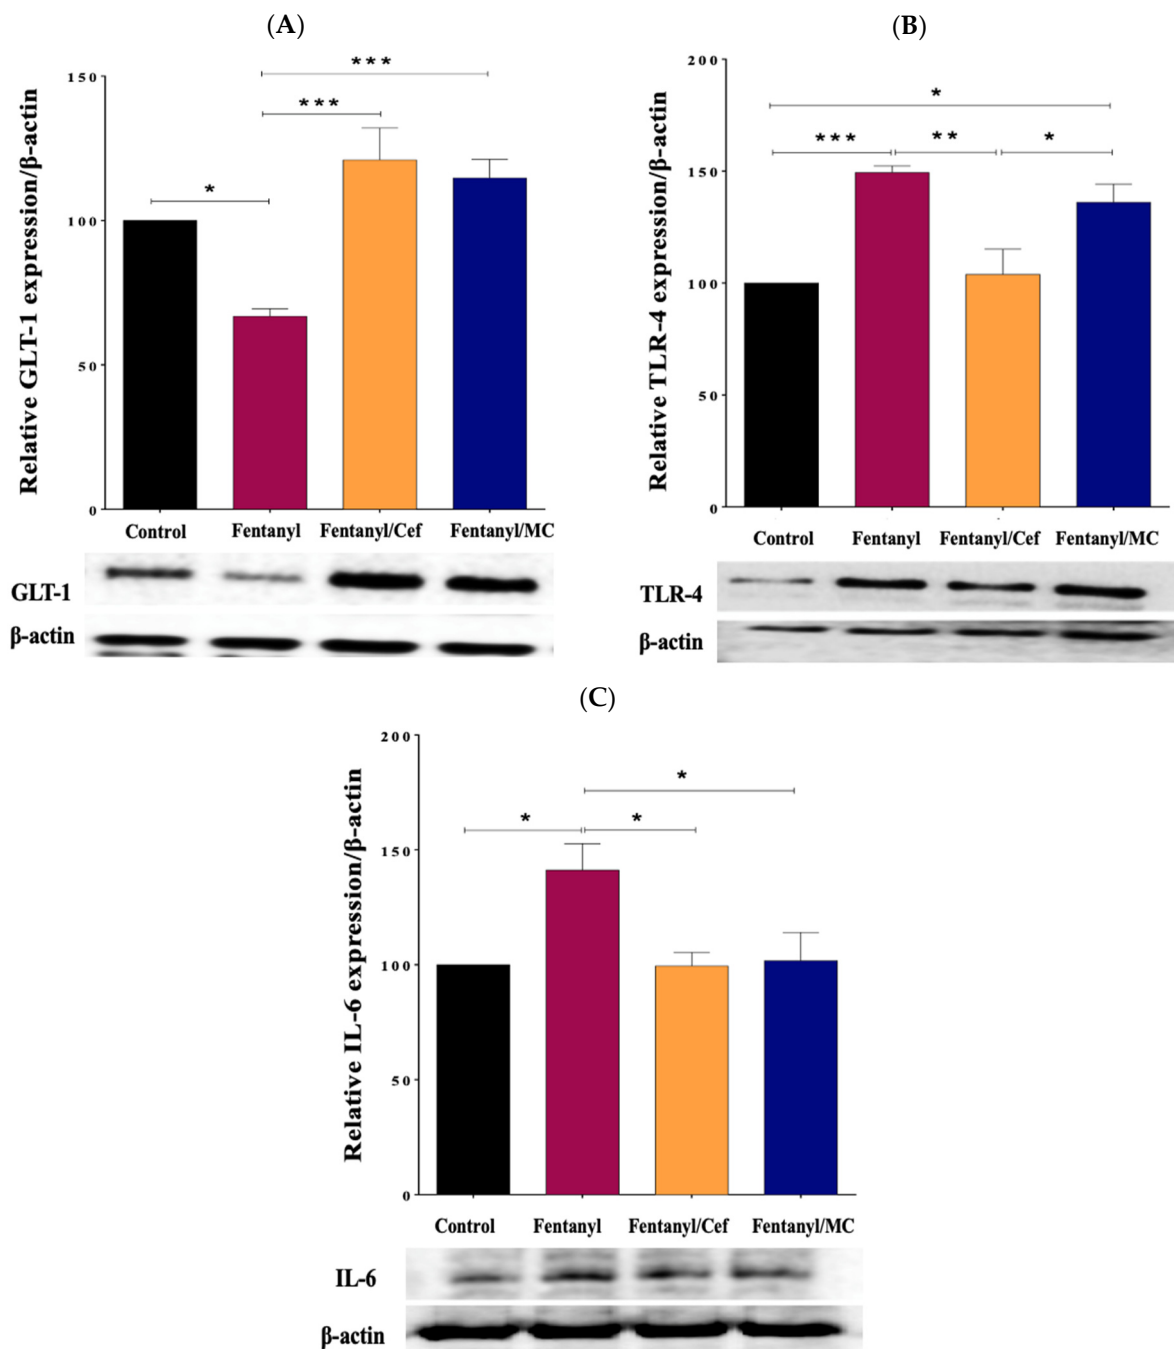 (A)
Relative GLT-1 expression/β-actin
150
100
50
0
*
***
***
Control Fentanyl Fentanyl/Cef Fentanyl/MC
GLT-1
β-actin
(B)
Relative TLR-4 expression/β-actin
200
150
100
50
0
*
*** ** *
Control Fentanyl Fentanyl/Cef Fentanyl/MC
TLR-4
β-actin
(C)
Relative IL-6 expression/β-actin
200
150
100
50
0
*
* *
Control Fentanyl Fentanyl/Cef Fentanyl/MC
IL-6
β-actin